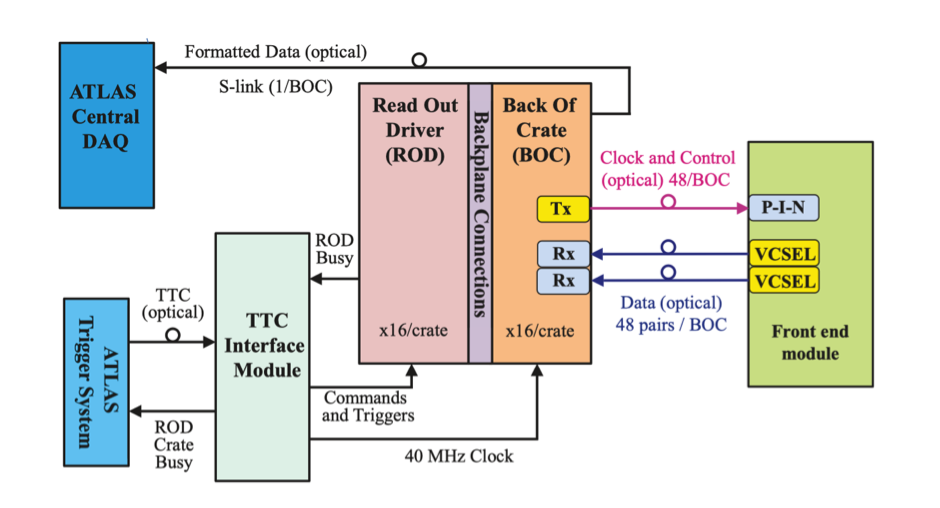 Formatted Data (optical)
S-link (1/BOC)
ATLAS
Central
DAQ
Read Out
Driver
(ROD)
x16/crate
Backplane Connections
Back Of
Crate
(BOC)
Tx
Rx
Rx
x16/crate
Clock and Control
(optical) 48/BOC
P-I-N
VCSEL
VCSEL
Data (optical)
48 pairs / BOC
Front end
module
ROD
Busy
TTC
(optical)
TTC
Interface
Module
ATLAS
Trigger System
ROD
Crate
Busy
Commands
and Triggers
40 MHz Clock